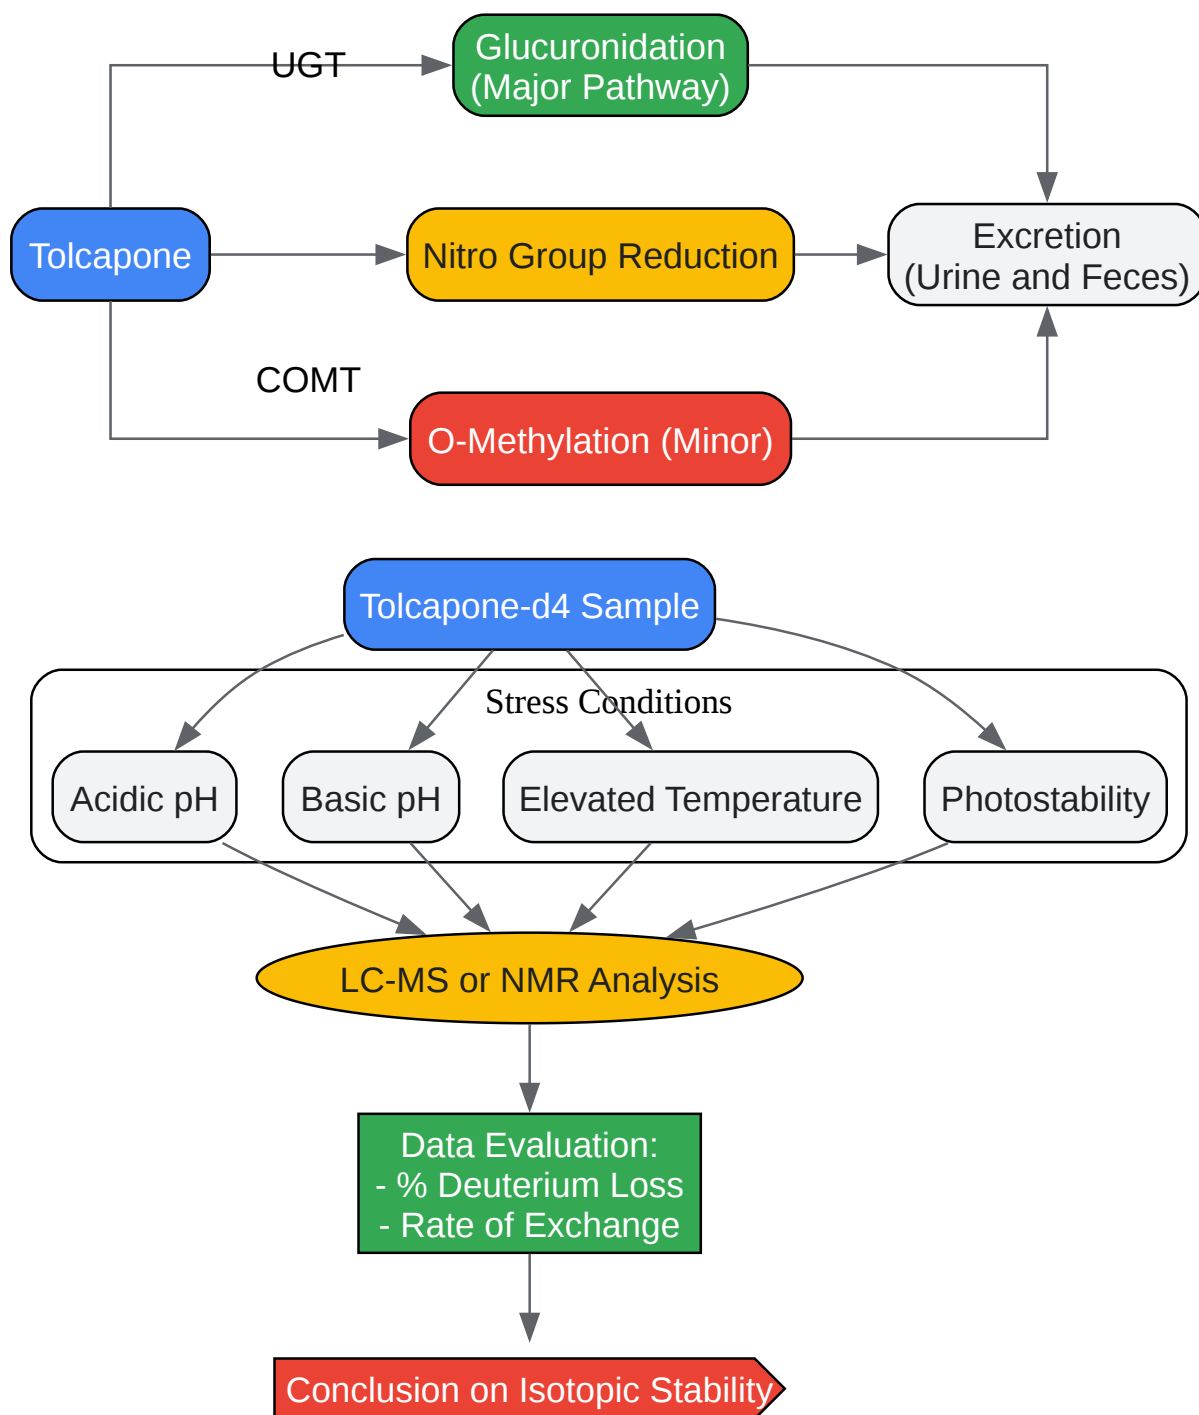 UGT
Glucuronidation
(Major Pathway)
Tolcapone
Nitro Group Reduction
Excretion
(Urine and Feces)
COMT
O-Methylation (Minor)
Tolcapone-d4 Sample
Stress Conditions
Acidic pH
Basic pH
Elevated Temperature
Photostability
LC-MS or NMR Analysis
Data Evaluation:
- % Deuterium Loss
- Rate of Exchange
Conclusion on Isotopic Stability